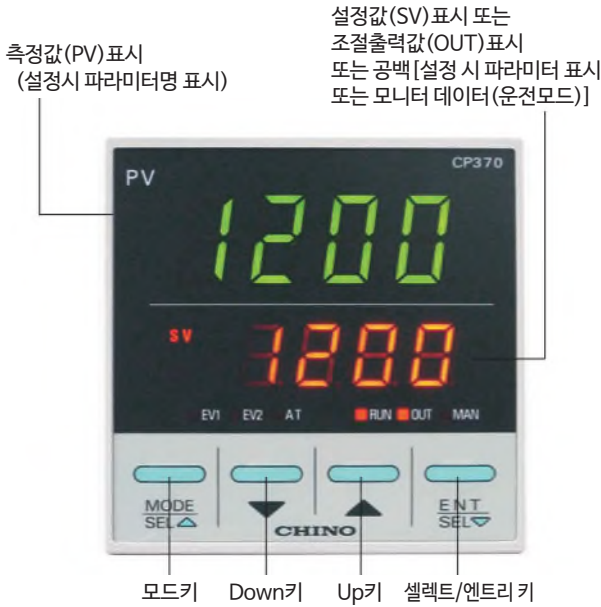 설정값(SV)표시 또는
조절출력값(OUT)표시
또는 공백[설정 시 파라미터 표시
또는 모니터 데이터(운전모드)]
측정값(PV)표시
(설정시 파라미터명 표시)
CP370
PV
1200
SV 1200
EV1 EV2 AT RUN OUT MAN
MODE ENT
SEL△ ▼ ▲ SEL▽
CHINO
모드키 Down키 Up키 셀렉트/엔트리 키